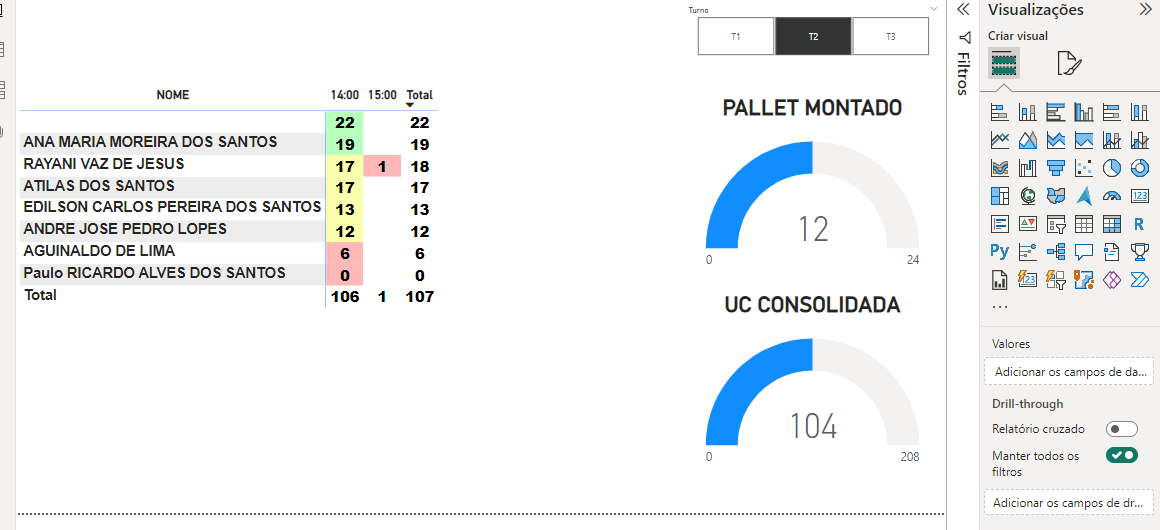 Turno
T1 T2 T3
Visualizações
Criar visual
Filtros
NOME 14:00 15:00 Total
22 22
ANA MARIA MOREIRA DOS SANTOS 19 19
RAYANI VAZ DE JESUS 17 1 18
ATILAS DOS SANTOS 17 17
EDILSON CARLOS PEREIRA DOS SANTOS 13 13
ANDRE JOSE PEDRO LOPES 12 12
AGUINALDO DE LIMA 6 6
Paulo RICARDO ALVES DOS SANTOS 0 0
Total 106 1 107
PALLET MONTADO
12
0 24
UC CONSOLIDADA
104
0 208
123
R
Py
123
...
Valores
Adicionar os campos de da...
Drill-through
Relatório cruzado
Manter todos os
filtros
Adicionar os campos de dr...